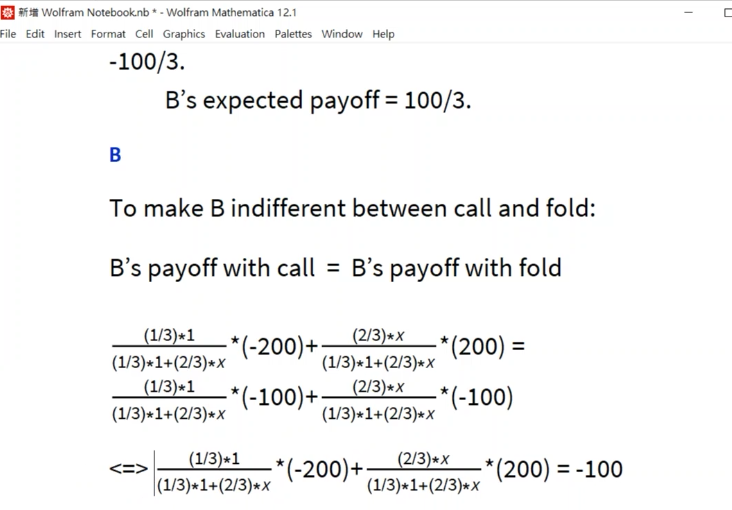 新增 Wolfram Notebook.nb * - Wolfram Mathematica 12.1
File Edit Insert Format Cell Graphics Evaluation Palettes Window Help
-100/3.
B's expected payoff = 100/3.
B
To make B indifferent between call and fold:
B's payoff with call = B's payoff with fold
(1/3)*1/((1/3)*1+(2/3)*x) *(-200)+ (2/3)*x/((1/3)*1+(2/3)*x) *(200) =
(1/3)*1/((1/3)*1+(2/3)*x) *(-100)+ (2/3)*x/((1/3)*1+(2/3)*x) *(-100)
<=> (1/3)*1/((1/3)*1+(2/3)*x) *(-200)+ (2/3)*x/((1/3)*1+(2/3)*x) *(200) = -100